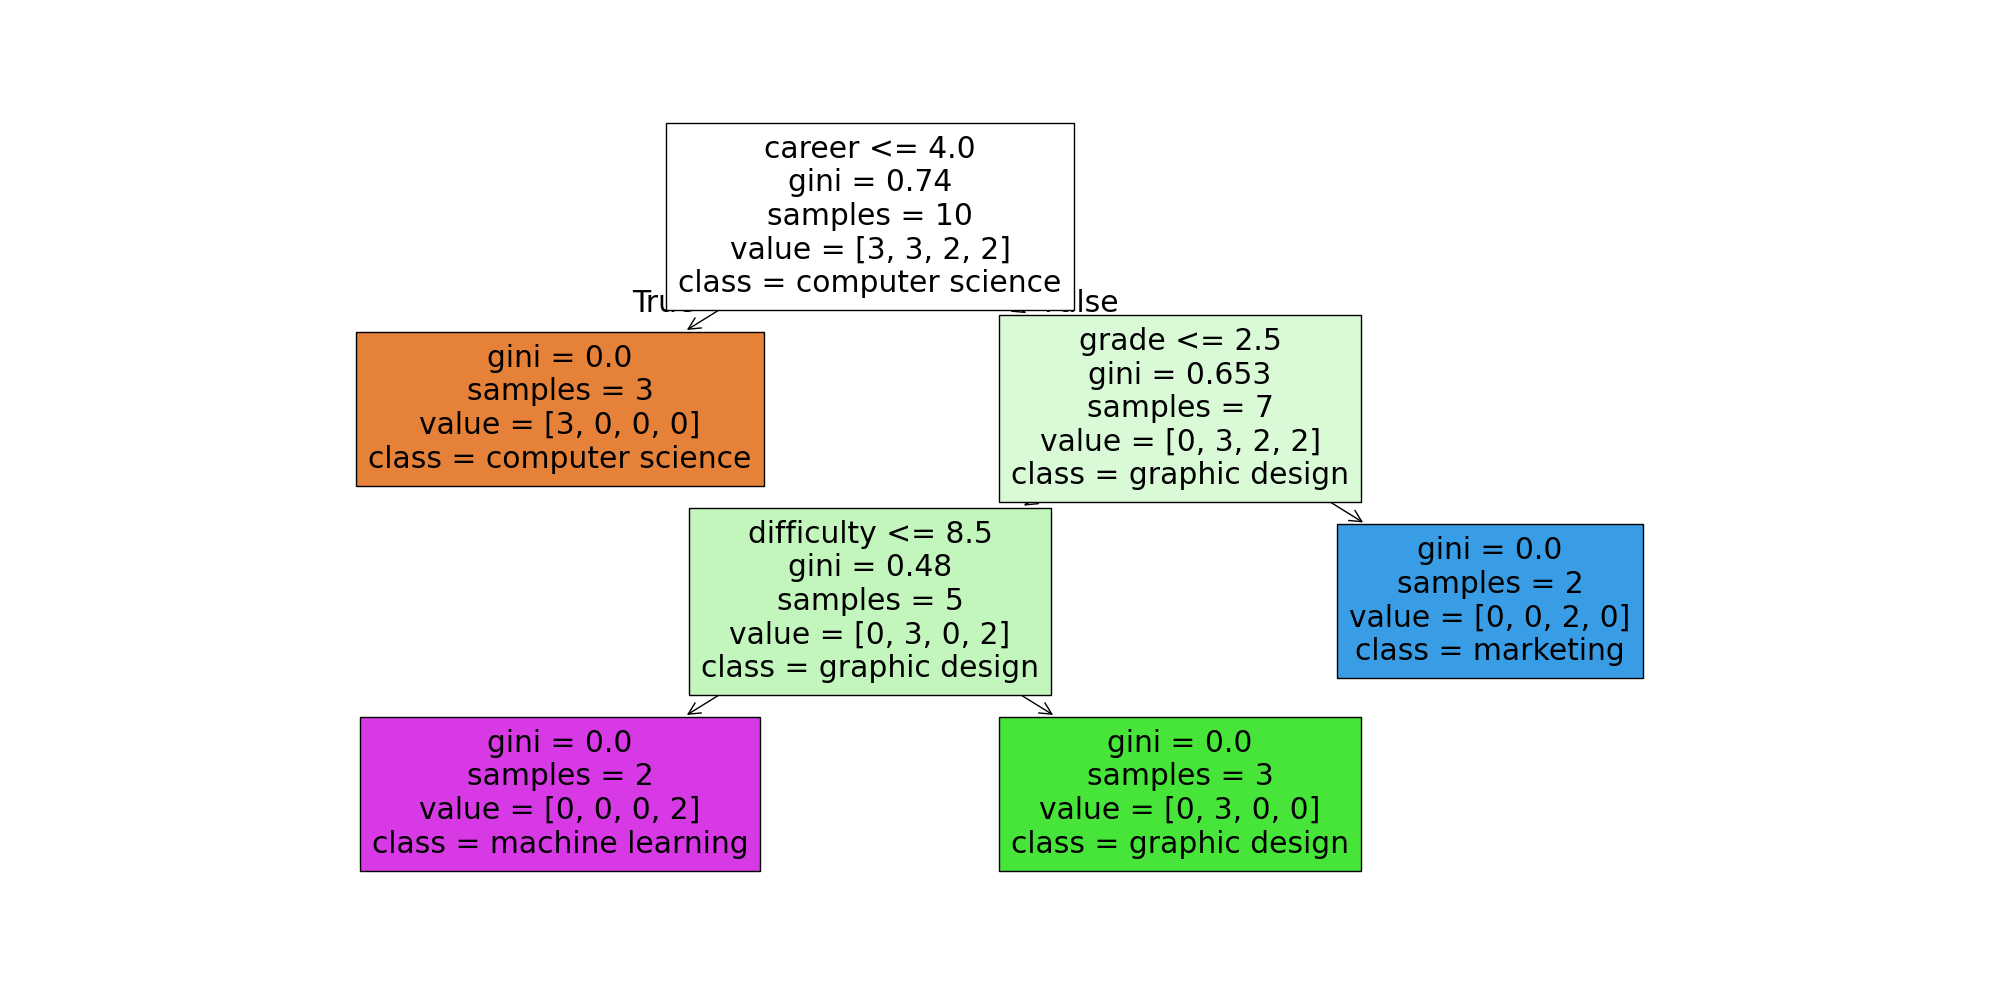 career <= 4.0
gini = 0.74
samples = 10
value = [3, 3, 2, 2]
class = computer science
gini = 0.0
samples = 3
value = [3, 0, 0, 0]
class = computer science
grade <= 2.5
gini = 0.653
samples = 7
value = [0, 3, 2, 2]
class = graphic design
difficulty <= 8.5
gini = 0.48
samples = 5
value = [0, 3, 0, 2]
class = graphic design
gini = 0.0
samples = 2
value = [0, 0, 2, 0]
class = marketing
gini = 0.0
samples = 2
value = [0, 0, 0, 2]
class = machine learning
gini = 0.0
samples = 3
value = [0, 3, 0, 0]
class = graphic design